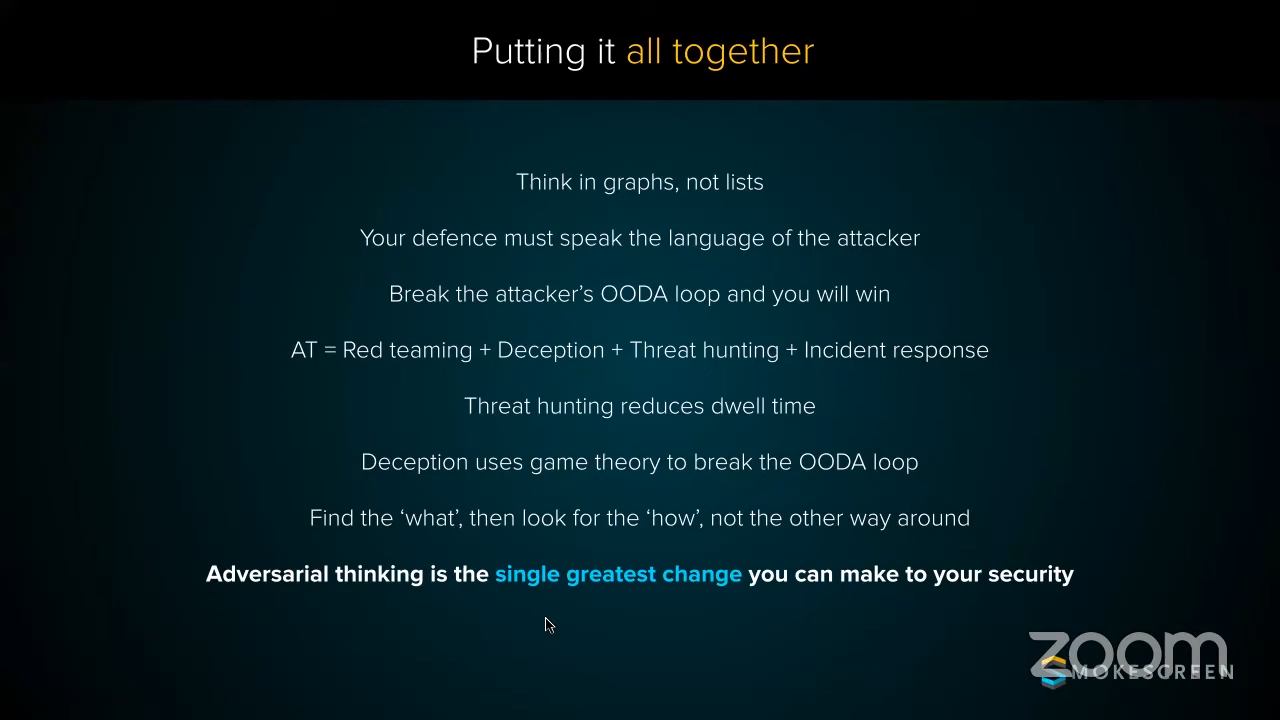 Putting it all together
Think in graphs, not lists
Your defence must speak the language of the attacker
Break the attacker’s OODA loop and you will win
AT = Red teaming + Deception + Threat hunting + Incident response
Threat hunting reduces dwell time
Deception uses game theory to break the OODA loop
Find the ‘what’, then look for the ‘how’, not the other way around
Adversarial thinking is the single greatest change you can make to your security
zoom
SMOKESCREEN